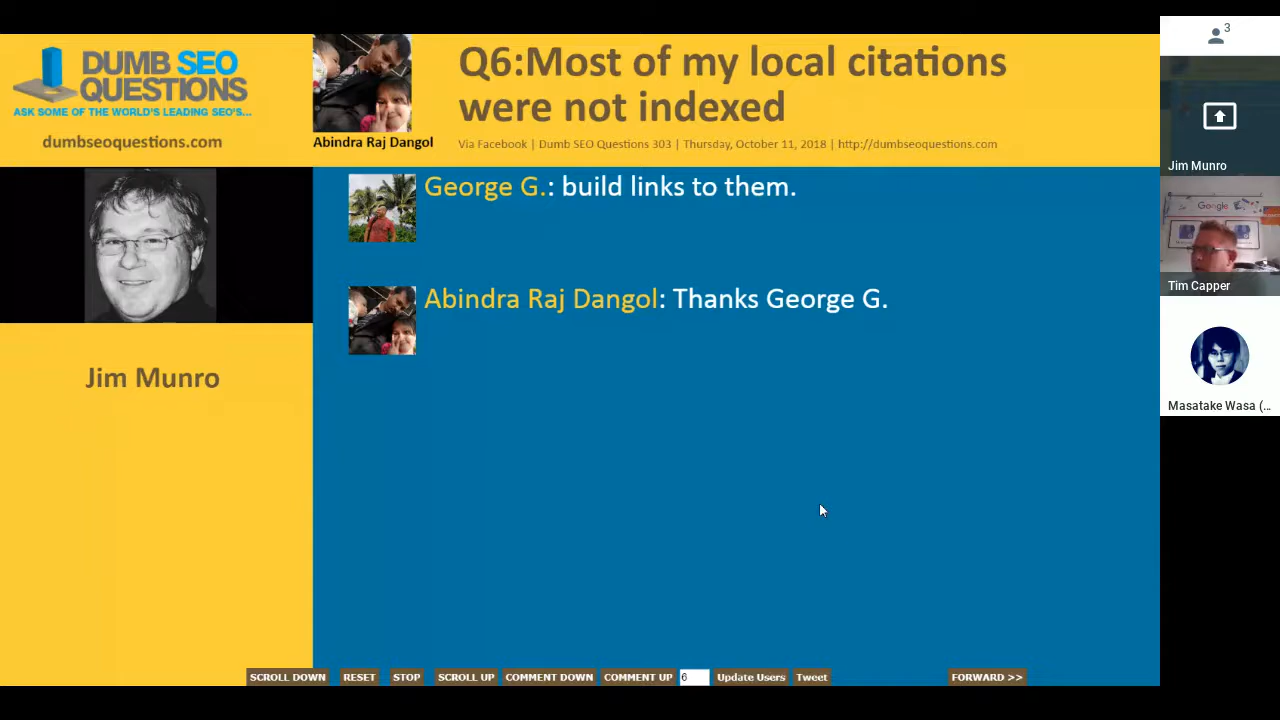 DUMB SEO
QUESTIONS
ASK SOME OF THE WORLD'S LEADING SEO'S...
dumbseoquestions.com
Abindra Raj Dangol
Q6:Most of my local citations
were not indexed
Via Facebook | Dumb SEO Questions 303 | Thursday, October 11, 2018 | http://dumbseoquestions.com
George G.: build links to them.
Abindra Raj Dangol: Thanks George G.
Jim Munro
3
Jim Munro
Google
Tim Capper
Masatake Wasa (...
SCROLL DOWN
RESET
STOP
SCROLL UP
COMMENT DOWN
COMMENT UP
6
Update Users
Tweet
FORWARD >>